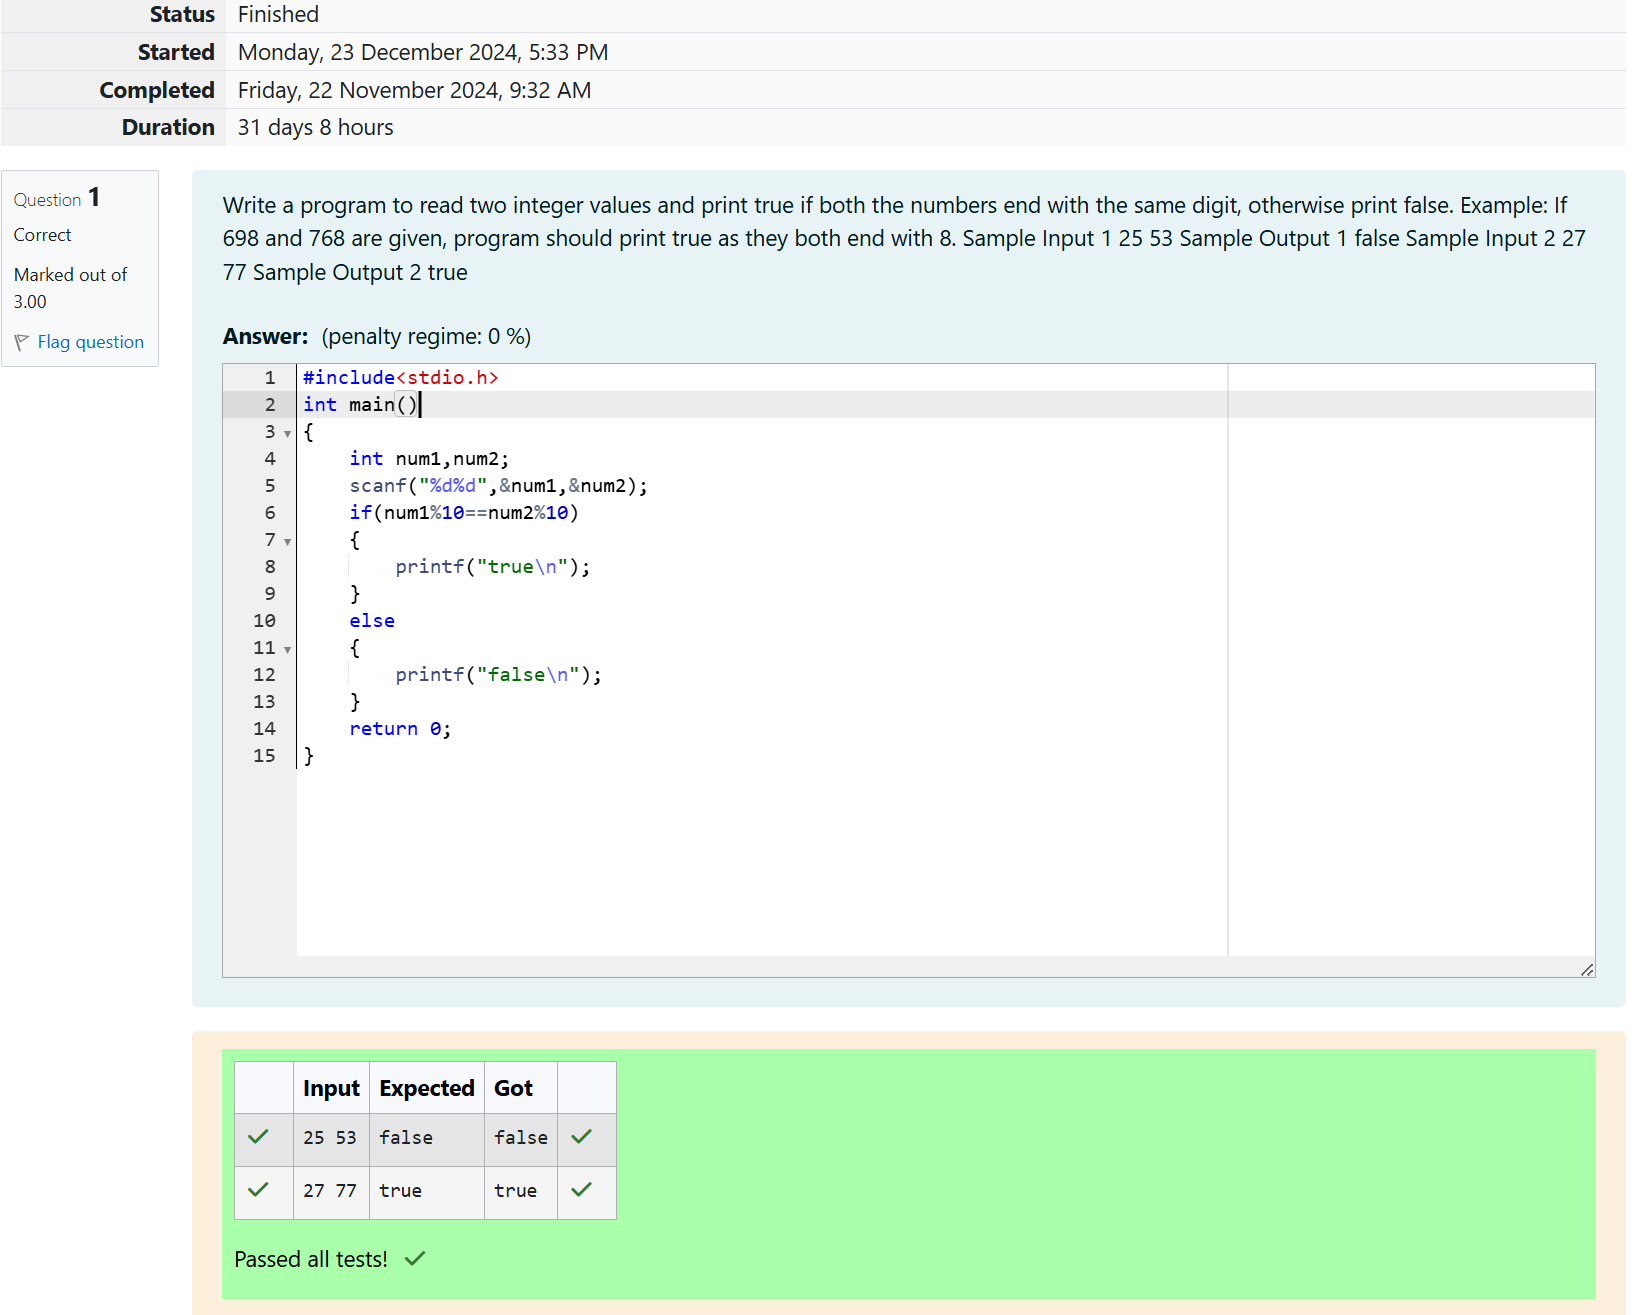 Status Finished
Started Monday, 23 December 2024, 5:33 PM
Completed Friday, 22 November 2024, 9:32 AM
Duration 31 days 8 hours
Question 1
Correct
Marked out of
3.00
Flag question
Write a program to read two integer values and print true if both the numbers end with the same digit, otherwise print false. Example: If
698 and 768 are given, program should print true as they both end with 8. Sample Input 1 25 53 Sample Output 1 false Sample Input 2 27
77 Sample Output 2 true
Answer: (penalty regime: 0 %)
1 #include<stdio.h>
2 int main()
3 {
4     int num1,num2;
5     scanf("%d%d",&num1,&num2);
6     if(num1%10==num2%10)
7     {
8         printf("true\n");
9     }
10     else
11     {
12         printf("false\n");
13     }
14     return 0;
15 }
Input Expected Got
25 53 false false
27 77 true true
Passed all tests!